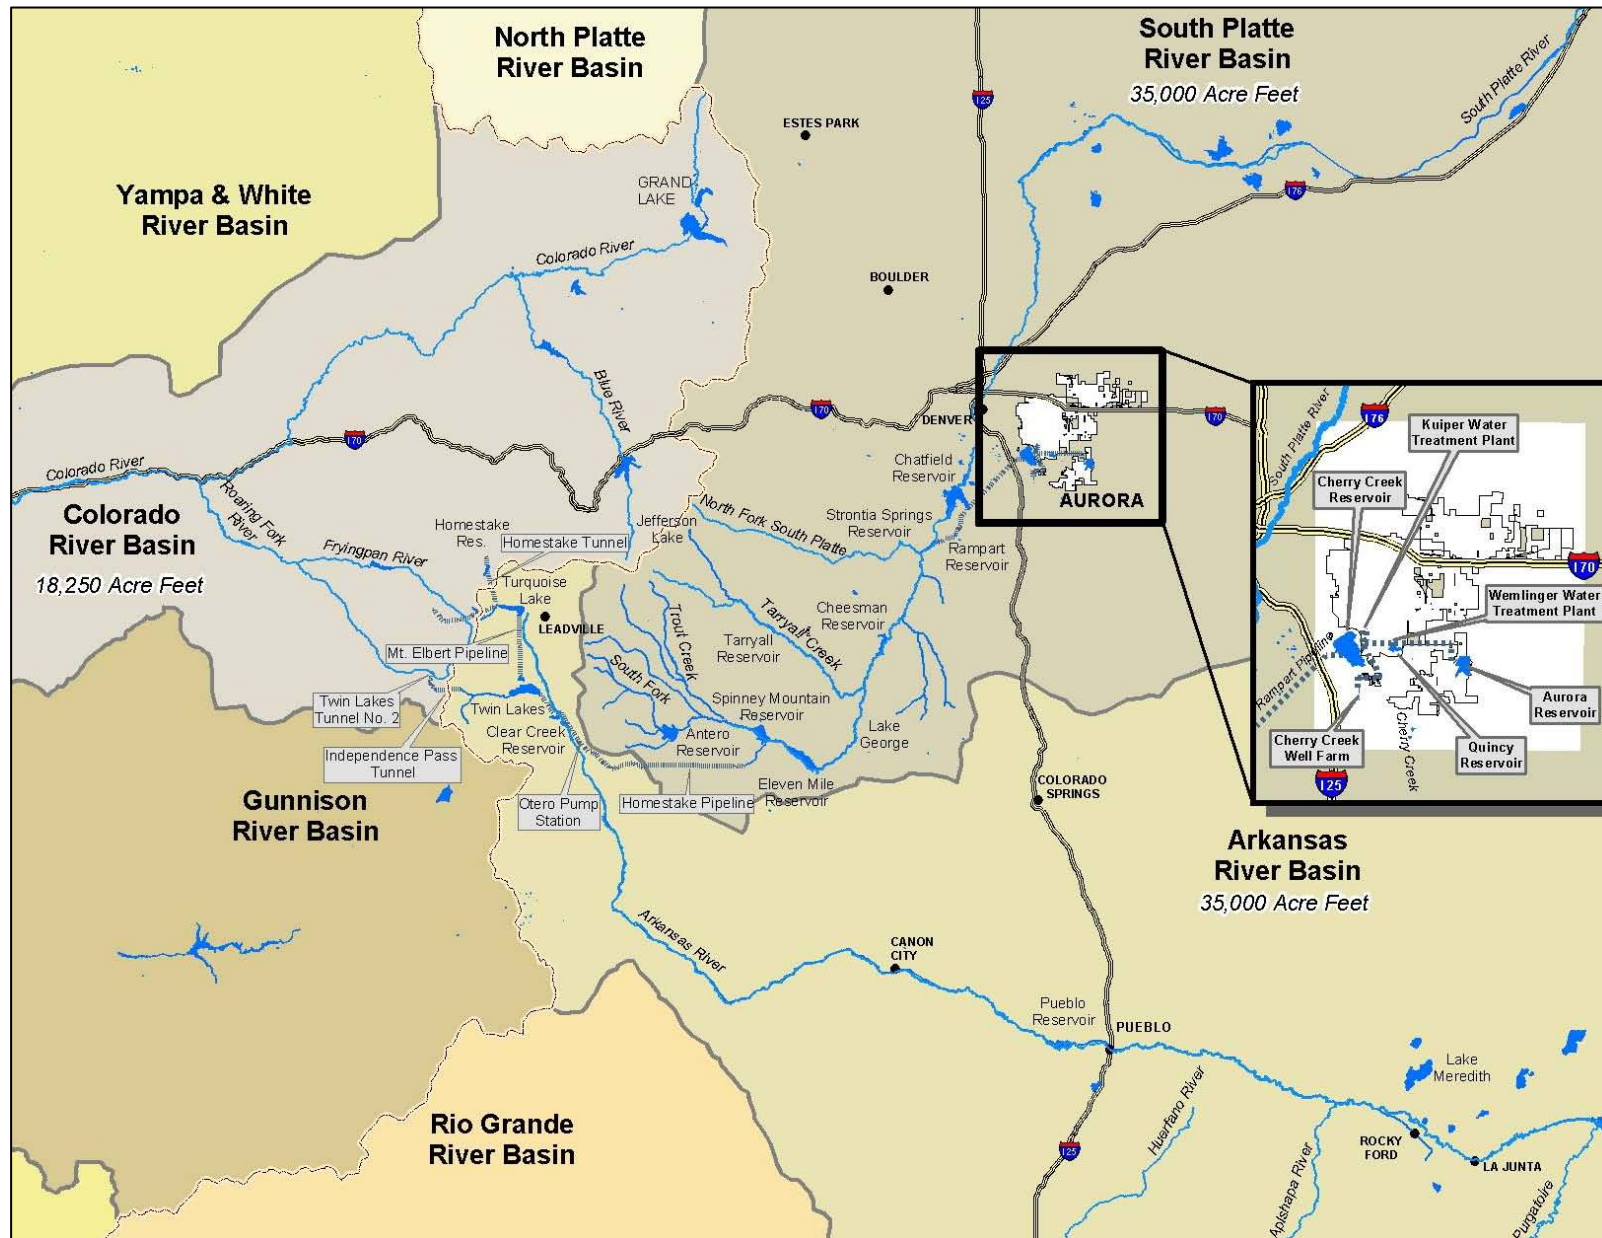 North Platte
River Basin
South Platte
River Basin
35,000 Acre Feet
South Platte River
125
ESTES PARK
Yampa & White
River Basin
GRAND
LAKE
176
Colorado River
BOULDER
Blue River
170
170
170
DENVER
AURORA
Colorado River
Roaring Fork
River
Colorado
River Basin
18,250 Acre Feet
Fryingpan River
Homestake
Res.
Homestake Tunnel
Jefferson
Lake
North Fork South Platte
Chatfield
Reservoir
Strontia Springs
Reservoir
Rampart
Reservoir
Turquoise
Lake
LEADVILLE
Mt. Elbert Pipeline
Trout Creek
South Fork
Tarryall Creek
Tarryall
Reservoir
Cheesman
Reservoir
Spinney Mountain
Reservoir
Antero
Reservoir
Lake
George
Eleven Mile
Reservoir
Twin Lakes
Tunnel No. 2
Twin Lakes
Clear Creek
Reservoir
Independence Pass
Tunnel
Otero Pump
Station
Homestake Pipeline
COLORADO
SPRINGS
Gunnison
River Basin
South Platte River
176
Kuiper Water
Treatment Plant
Cherry Creek
Reservoir
170
Wemlinger Water
Treatment Plant
Rampart Pipeline
Aurora
Reservoir
Cherry Creek
Well Farm
Cherry Creek
Quincy
Reservoir
125
Arkansas
River Basin
35,000 Acre Feet
Arkansas River
CANON
CITY
Pueblo
Reservoir
PUEBLO
Lake
Meredith
Huerfano River
Apishapa River
ROCKY
FORD
LA JUNTA
Purgatoire
125
Rio Grande
River Basin